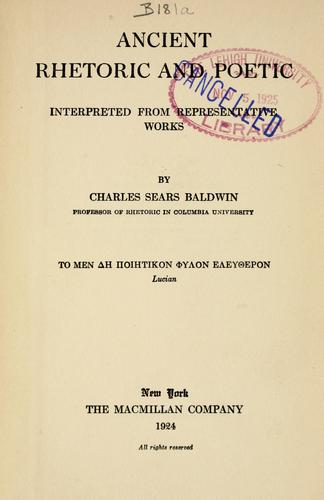 B181a
ANCIENT
RHETORIC AND POETIC
INTERPRETED FROM REPRESENTATIVE
WORKS
LEHIGH UNIVERSITY
NOV 5 1925
LIBRARY
CANCELLED
BY
CHARLES SEARS BALDWIN
PROFESSOR OF RHETORIC IN COLUMBIA UNIVERSITY
ΤΟ ΜΕΝ ΔΗ ΠΟΙΗΤΙΚΟΝ ΦΥΛΟΝ ΕΛΕΥΘΕΡΟΝ
Lucian
New York
THE MACMILLAN COMPANY
1924
All rights reserved